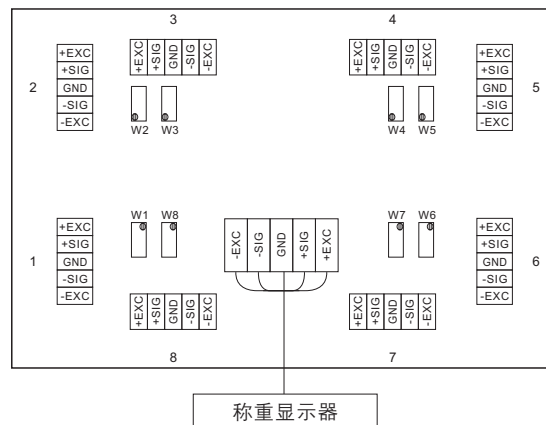 3
4
+EXC
+SIG
GND
-SIG
-EXC
+EXC
+SIG
GND
-SIG
-EXC
2
+EXC
+SIG
GND
-SIG
-EXC
+EXC
+SIG
GND
-SIG
-EXC
5
W2 W3
W4 W5
W1 W8
W7 W6
1
+EXC
+SIG
GND
-SIG
-EXC
-EXC
-SIG
GND
+SIG
+EXC
+EXC
+SIG
GND
-SIG
-EXC
6
+EXC
+SIG
GND
-SIG
-EXC
+EXC
+SIG
GND
-SIG
-EXC
8
7
称重显示器